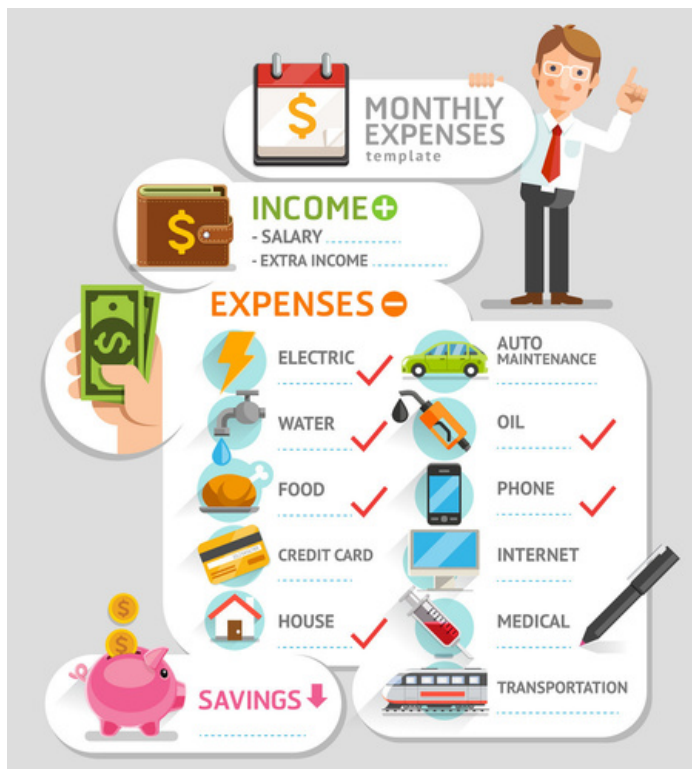 $
MONTHLY
EXPENSES
template
$
INCOME+
- SALARY
- EXTRA INCOME
$
EXPENSES -
ELECTRIC
WATER
FOOD
CREDIT CARD
HOUSE
AUTO
MAINTENANCE
OIL
PHONE
INTERNET
MEDICAL
TRANSPORTATION
$
$
SAVINGS